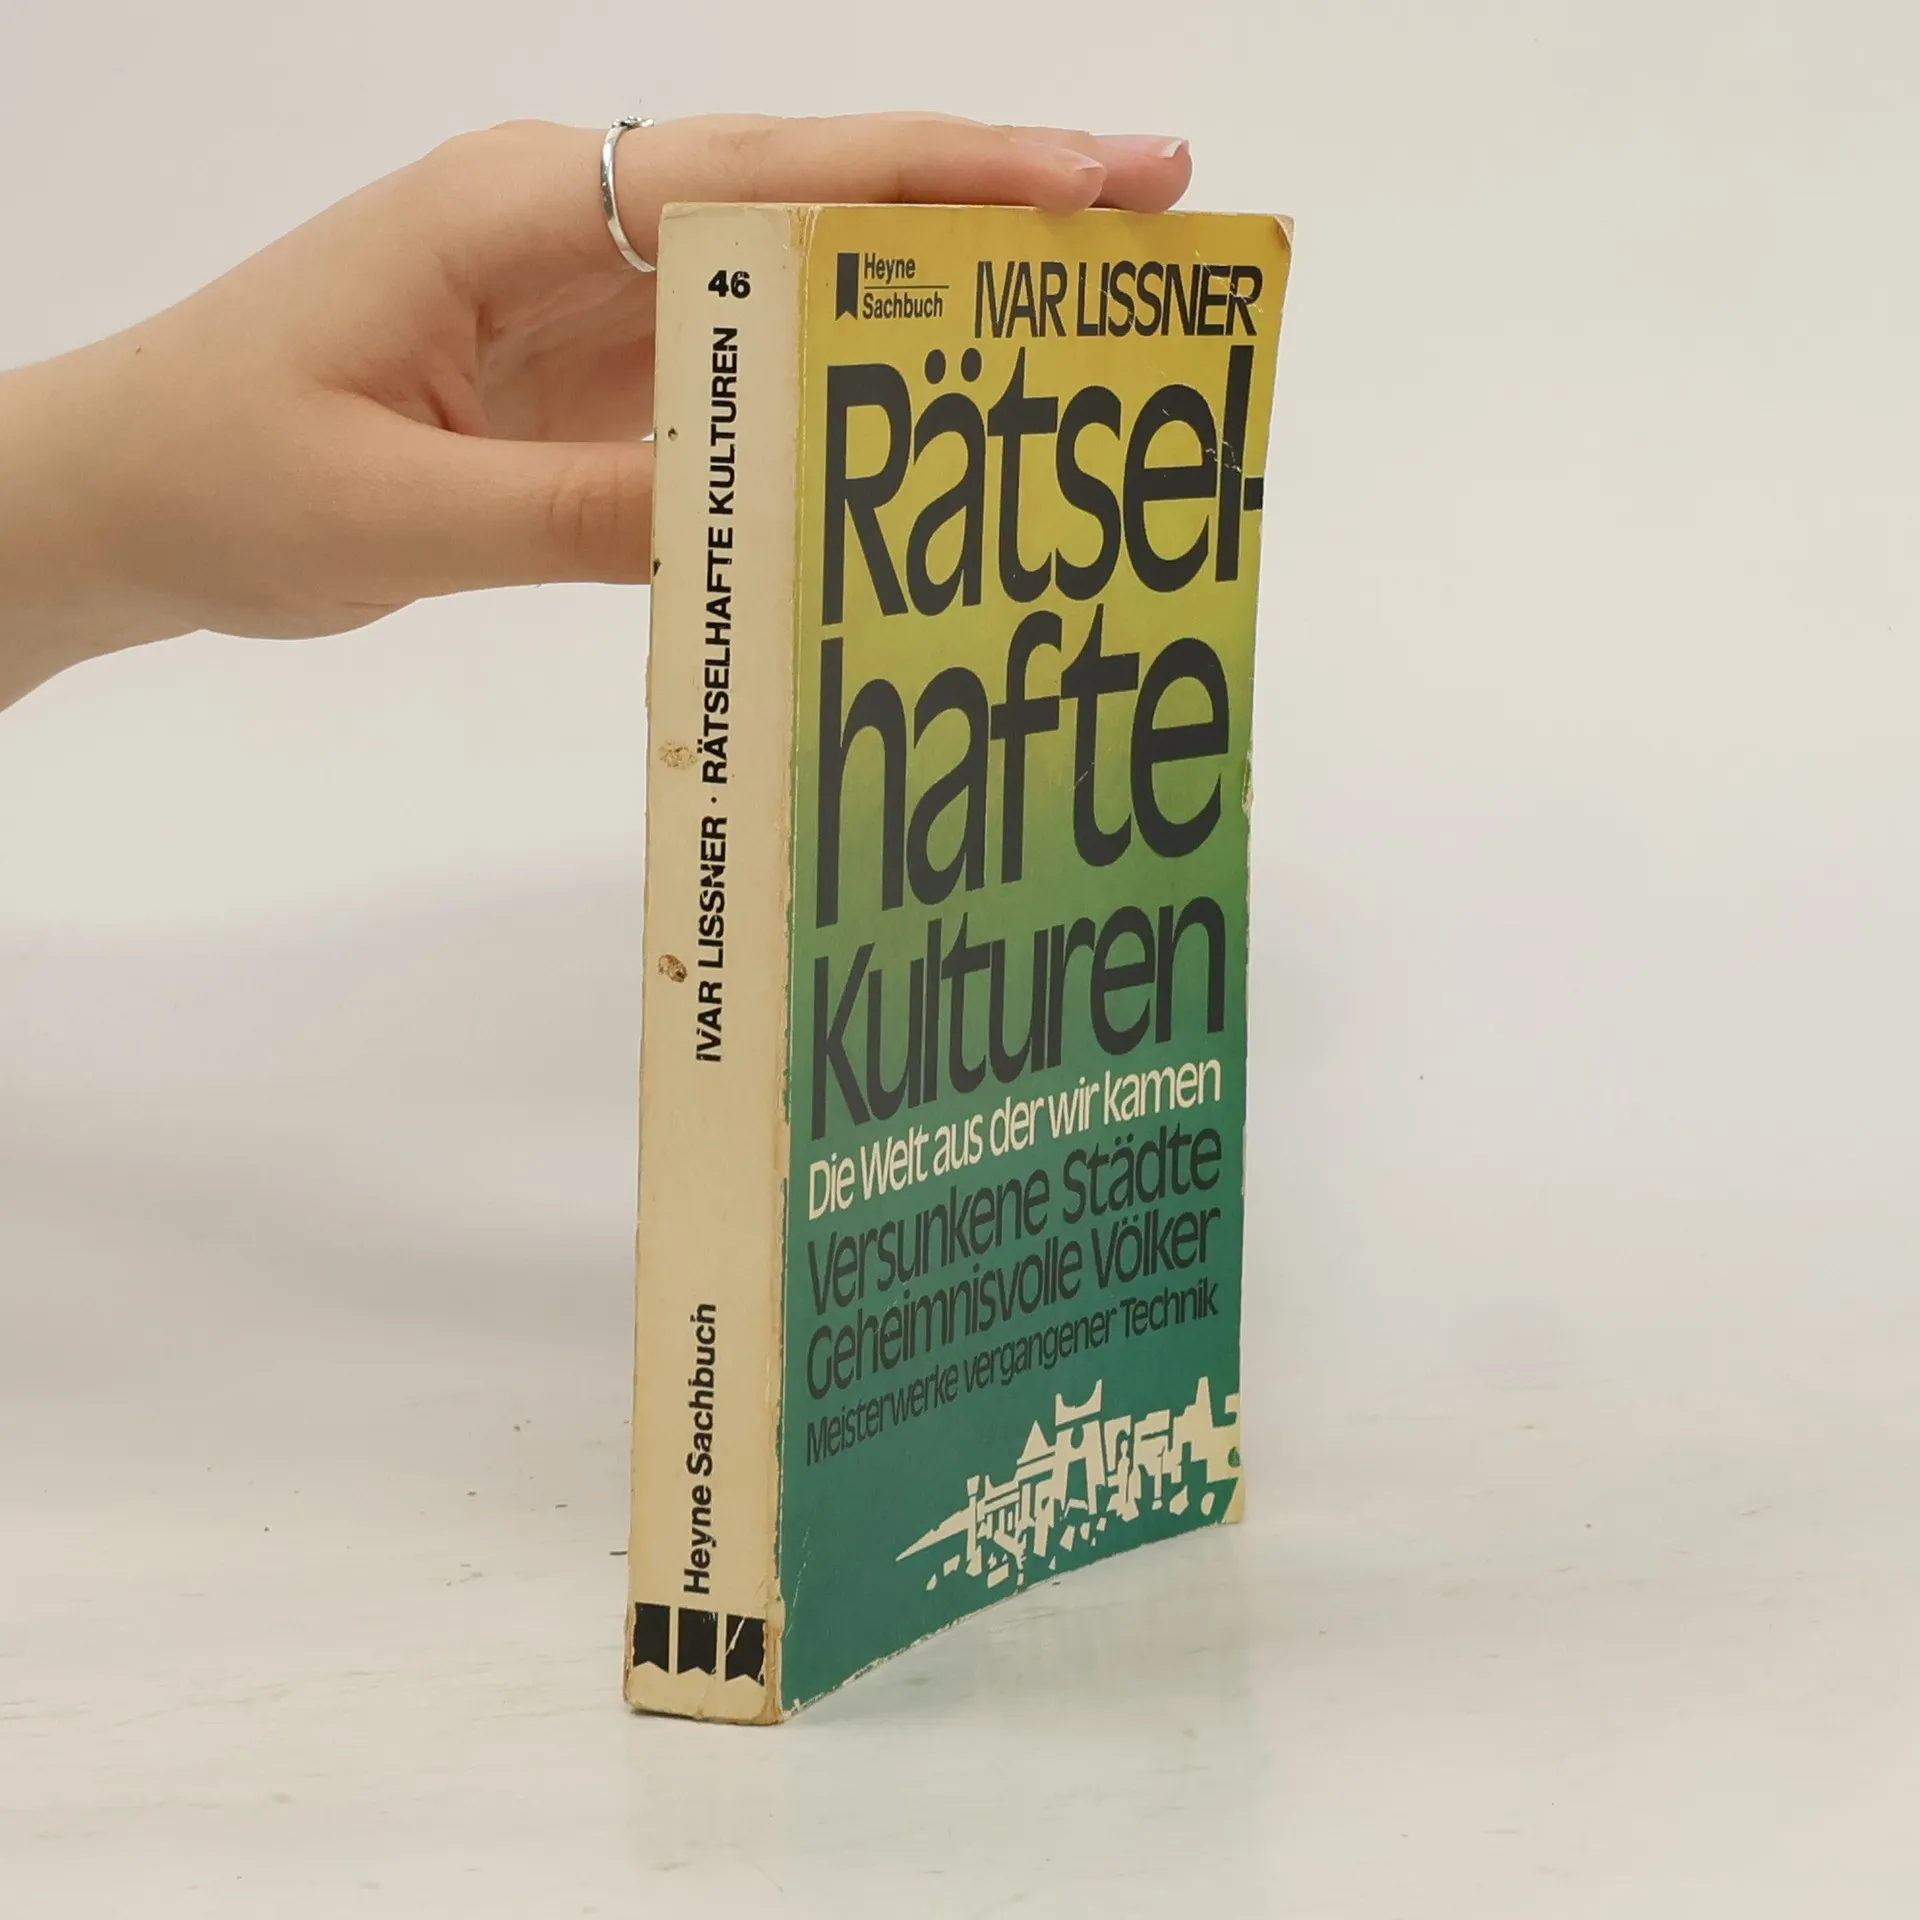 46
IVAR LISSNER · RÄTSELHAFTE KULTUREN
Heyne Sachbuch
Heyne
Sachbuch
IVAR LISSNER
Rätsel-
hafte
Kulturen
Die Welt aus der wir kamen
Versunkene Städte
Geheimnisvolle Völker
Meisterwerke vergangener Technik